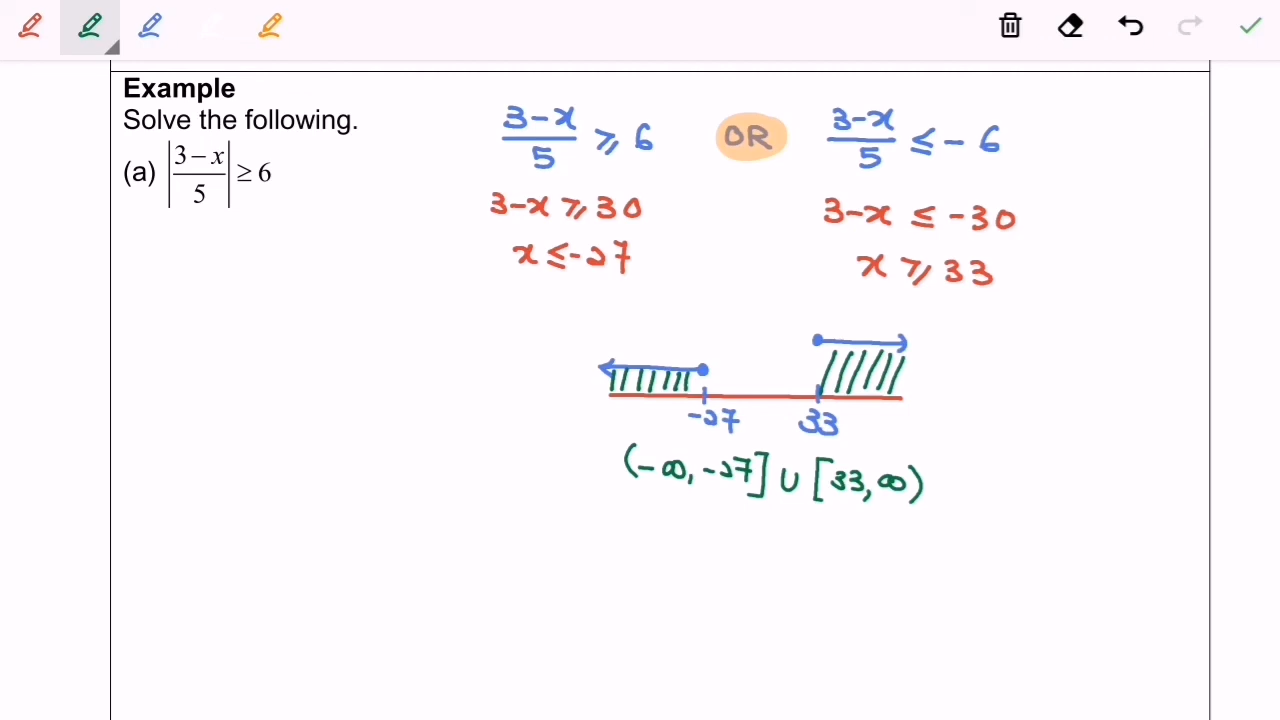 Example
Solve the following.
(a) |(3 − x)/5| ≥ 6
(3−x)/5 ≥ 6 OR (3−x)/5 ≤ −6
3−x ≥ 30 3−x ≤ −30
x ≤ −27 x ≥ 33
−27 33
(−∞, −27] ∪ [33, ∞)